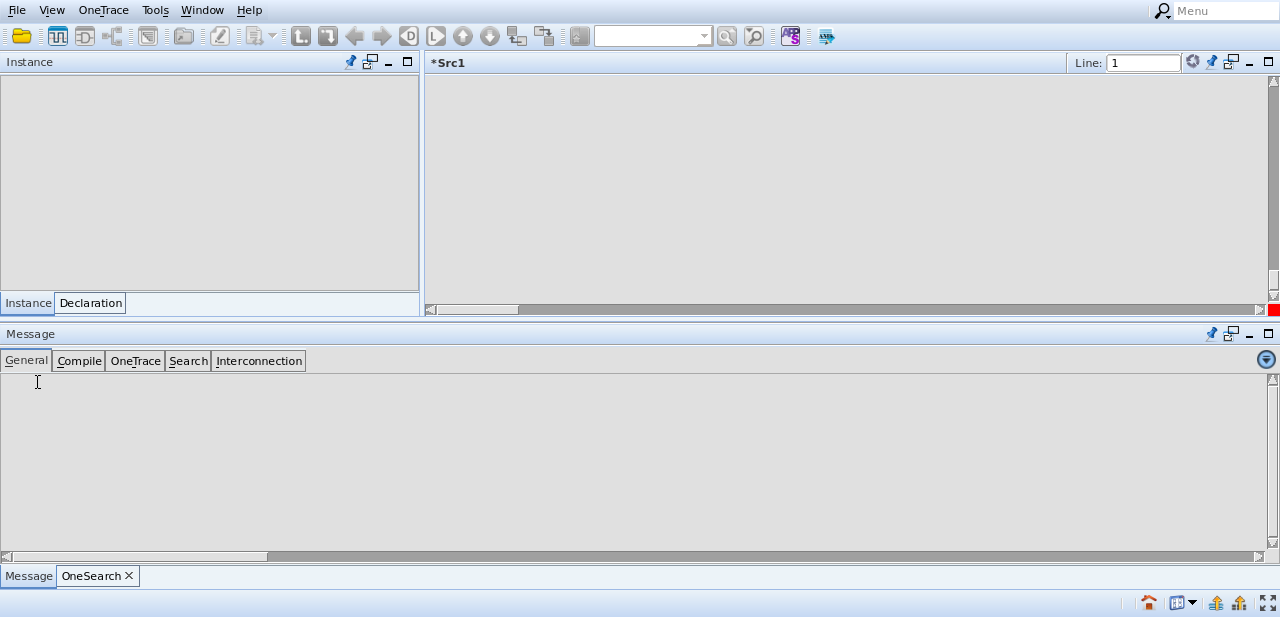 File View OneTrace Tools Window Help Menu
D L APPS
Instance *Src1 Line: 1
Instance Declaration
Message
General Compile OneTrace Search Interconnection
Message OneSearch